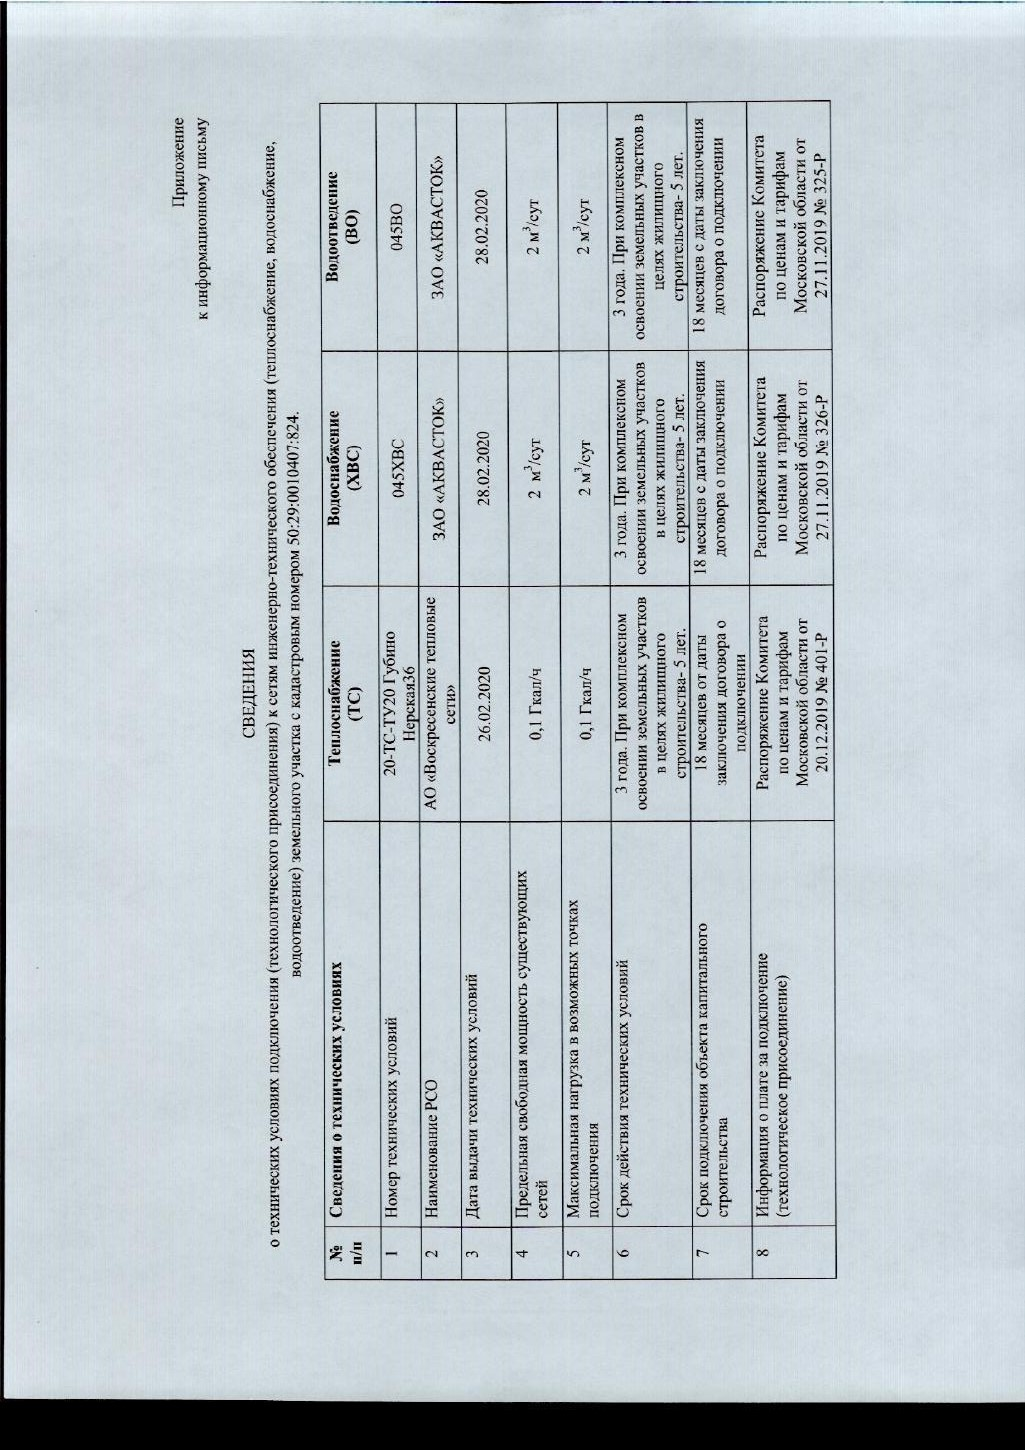 Приложение
к информационному письму
СВЕДЕНИЯ
о технических условиях подключения (технологического присоединения) к сетям инженерно-технического обеспечения (теплоснабжение, водоснабжение,
водоотведение) земельного участка с кадастровым номером 50:29:0010407:824.
№
п/п
Сведения о технических условиях
Теплоснабжение
(ТС)
Водоснабжение
(ХВС)
Водоотведение
(ВО)
1
Номер технических условий
20-ТС-ТУ20 Губино
Нерская36
045ХВС
045ВО
2
Наименование РСО
АО «Воскресенские тепловые
сети»
ЗАО «АКВАСТОК»
ЗАО «АКВАСТОК»
3
Дата выдачи технических условий
26.02.2020
28.02.2020
28.02.2020
4
Предельная свободная мощность существующих
сетей
0,1 Гкал/ч
2 м³/сут
2 м³/сут
5
Максимальная нагрузка в возможных точках
подключения
0,1 Гкал/ч
2 м³/сут
2 м³/сут
6
Срок действия технических условий
3 года. При комплексном
освоении земельных участков
в целях жилищного
строительства- 5 лет.
3 года. При комплексном
освоении земельных участков
в целях жилищного
строительства- 5 лет.
3 года. При комплексном
освоении земельных участков в
целях жилищного
строительства- 5 лет.
7
Срок подключения объекта капитального
строительства
18 месяцев от даты
заключения договора о
подключении
18 месяцев с даты заключения
договора о подключении
18 месяцев с даты заключения
договора о подключении
8
Информация о плате за подключение
(технологическое присоединение)
Распоряжение Комитета
по ценам и тарифам
Московской области от
20.12.2019 № 401-Р
Распоряжение Комитета
по ценам и тарифам
Московской области от
27.11.2019 № 326-Р
Распоряжение Комитета
по ценам и тарифам
Московской области от
27.11.2019 № 325-Р